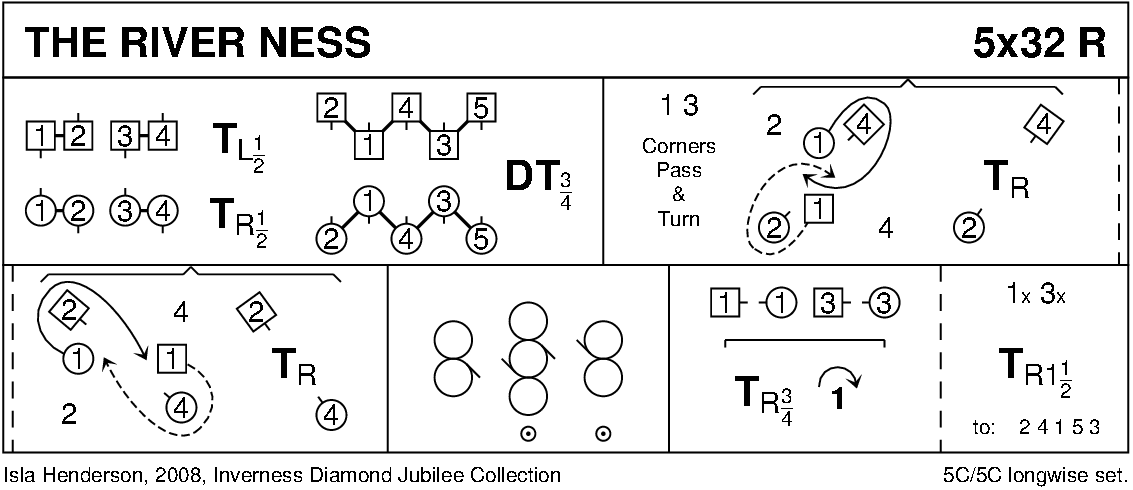 THE RIVER NESS 5x32 R
1 2 3 4 TL½
1 2 3 4 TR½
2 4 5
1 3
1 3
2 4 5
DT¾
1 3
Corners
Pass
&
Turn
2 4 4
1
1
2 4 2
TR
2 4 2
1 1
2 4 4
TR
1 1 3 3
TR¾ 1
1x 3x
TR1½
to: 2 4 1 5 3
Isla Henderson, 2008, Inverness Diamond Jubilee Collection 5C/5C longwise set.